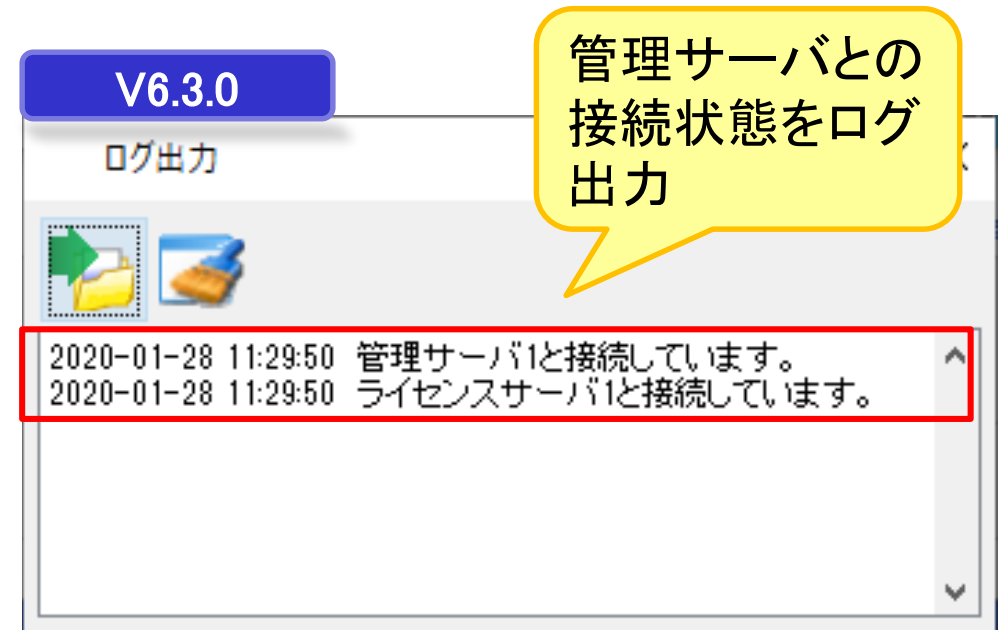 V6.3.0
管理サーバとの
接続状態をログ
出力
ログ出力
2020-01-28 11:29:50 管理サーバ1と接続しています。
2020-01-28 11:29:50 ライセンスサーバ1と接続しています。